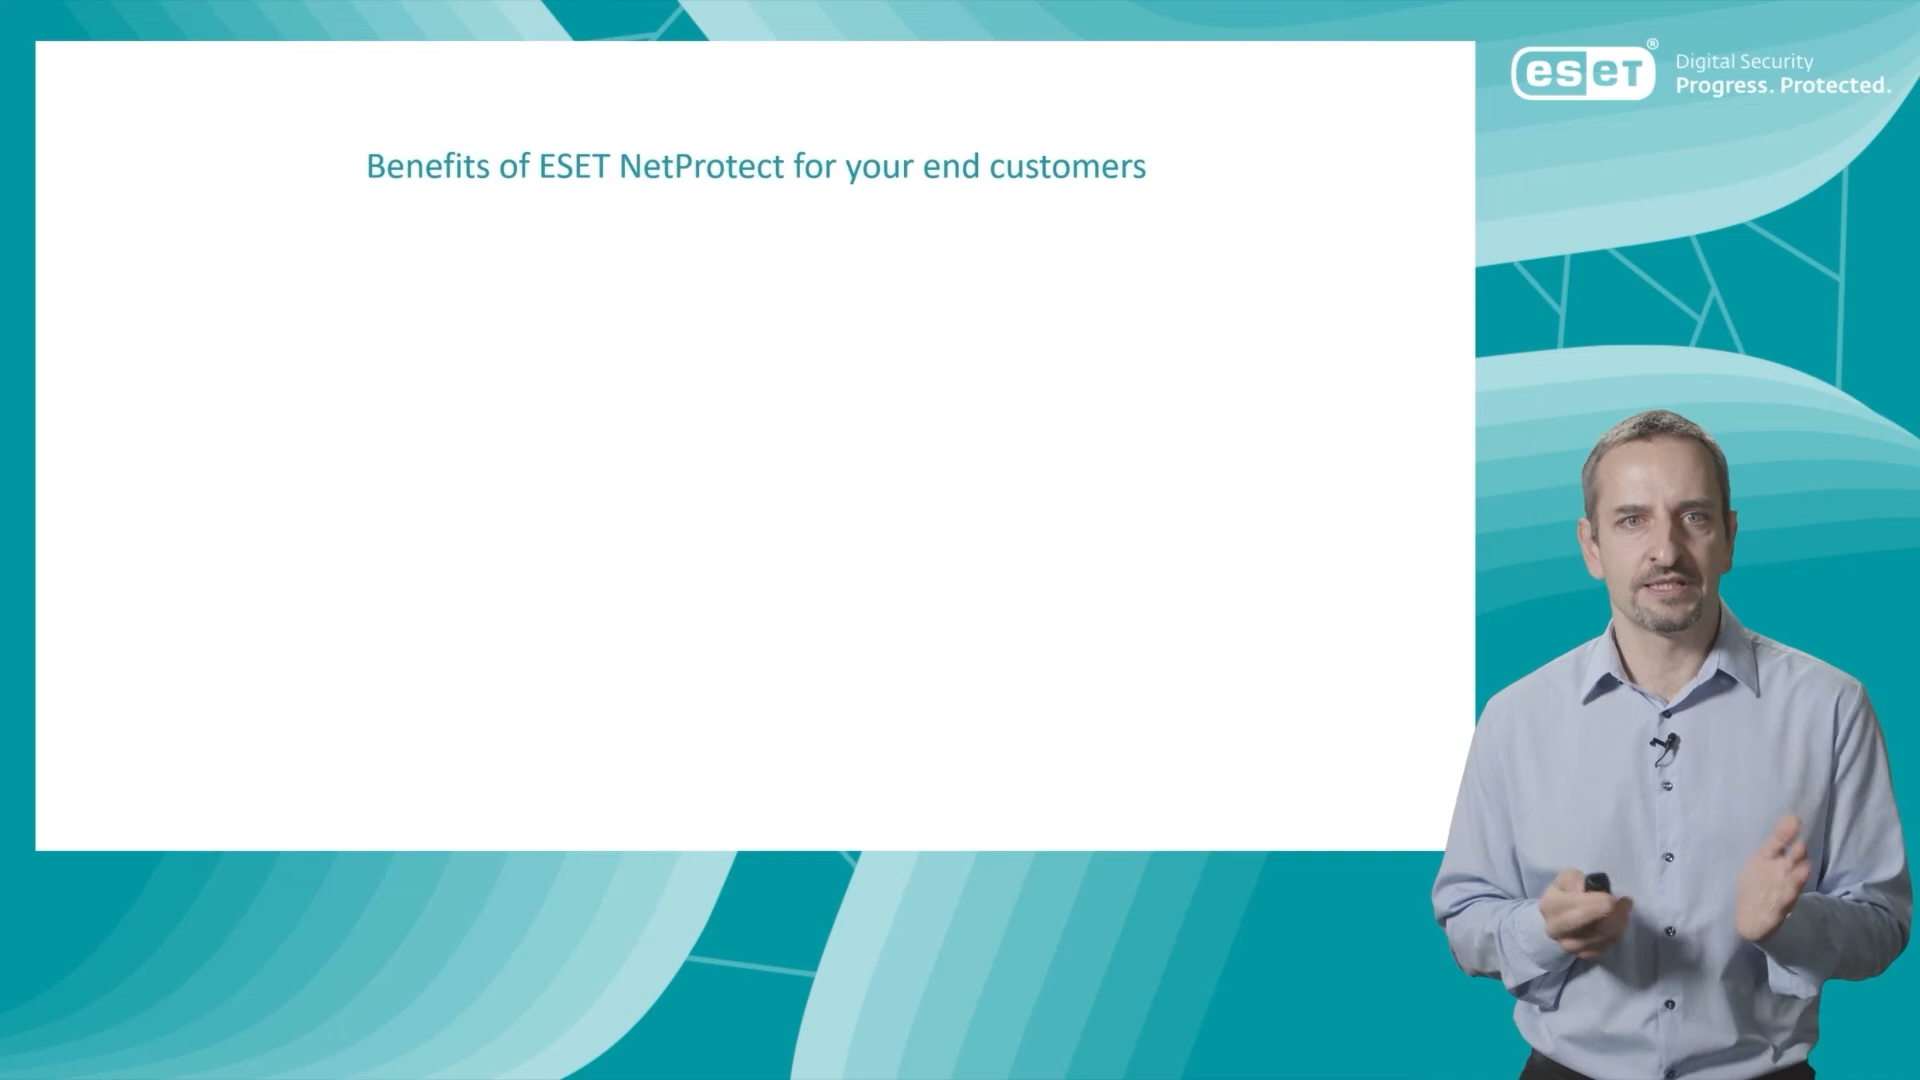 Benefits of ESET NetProtect for your end customers
eseT®
Digital Security
Progress. Protected.